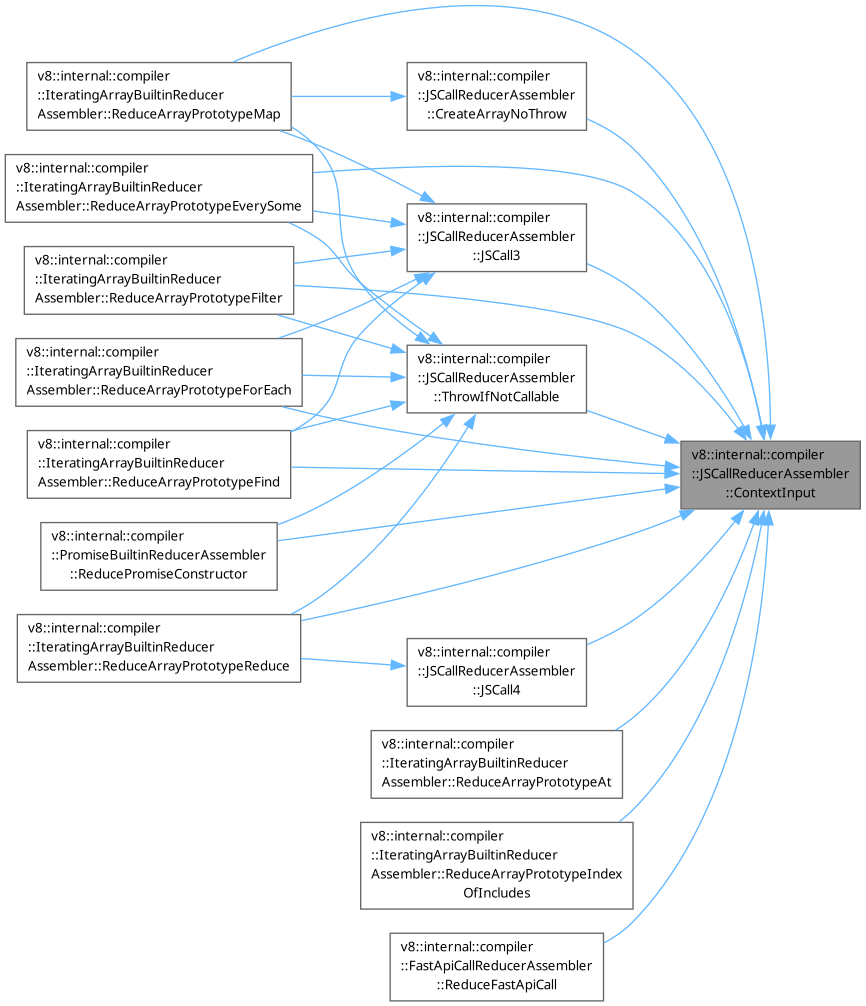 v8::internal::compiler
::IteratingArrayBuiltinReducer
Assembler::ReduceArrayPrototypeMap
v8::internal::compiler
::IteratingArrayBuiltinReducer
Assembler::ReduceArrayPrototypeEverySome
v8::internal::compiler
::IteratingArrayBuiltinReducer
Assembler::ReduceArrayPrototypeFilter
v8::internal::compiler
::IteratingArrayBuiltinReducer
Assembler::ReduceArrayPrototypeForEach
v8::internal::compiler
::IteratingArrayBuiltinReducer
Assembler::ReduceArrayPrototypeFind
v8::internal::compiler
::PromiseBuiltinReducerAssembler
::ReducePromiseConstructor
v8::internal::compiler
::IteratingArrayBuiltinReducer
Assembler::ReduceArrayPrototypeReduce
v8::internal::compiler
::JSCallReducerAssembler
::CreateArrayNoThrow
v8::internal::compiler
::JSCallReducerAssembler
::JSCall3
v8::internal::compiler
::JSCallReducerAssembler
::ThrowIfNotCallable
v8::internal::compiler
::JSCallReducerAssembler
::JSCall4
v8::internal::compiler
::IteratingArrayBuiltinReducer
Assembler::ReduceArrayPrototypeAt
v8::internal::compiler
::IteratingArrayBuiltinReducer
Assembler::ReduceArrayPrototypeIndex
OfIncludes
v8::internal::compiler
::FastApiCallReducerAssembler
::ReduceFastApiCall
v8::internal::compiler
::JSCallReducerAssembler
::ContextInput